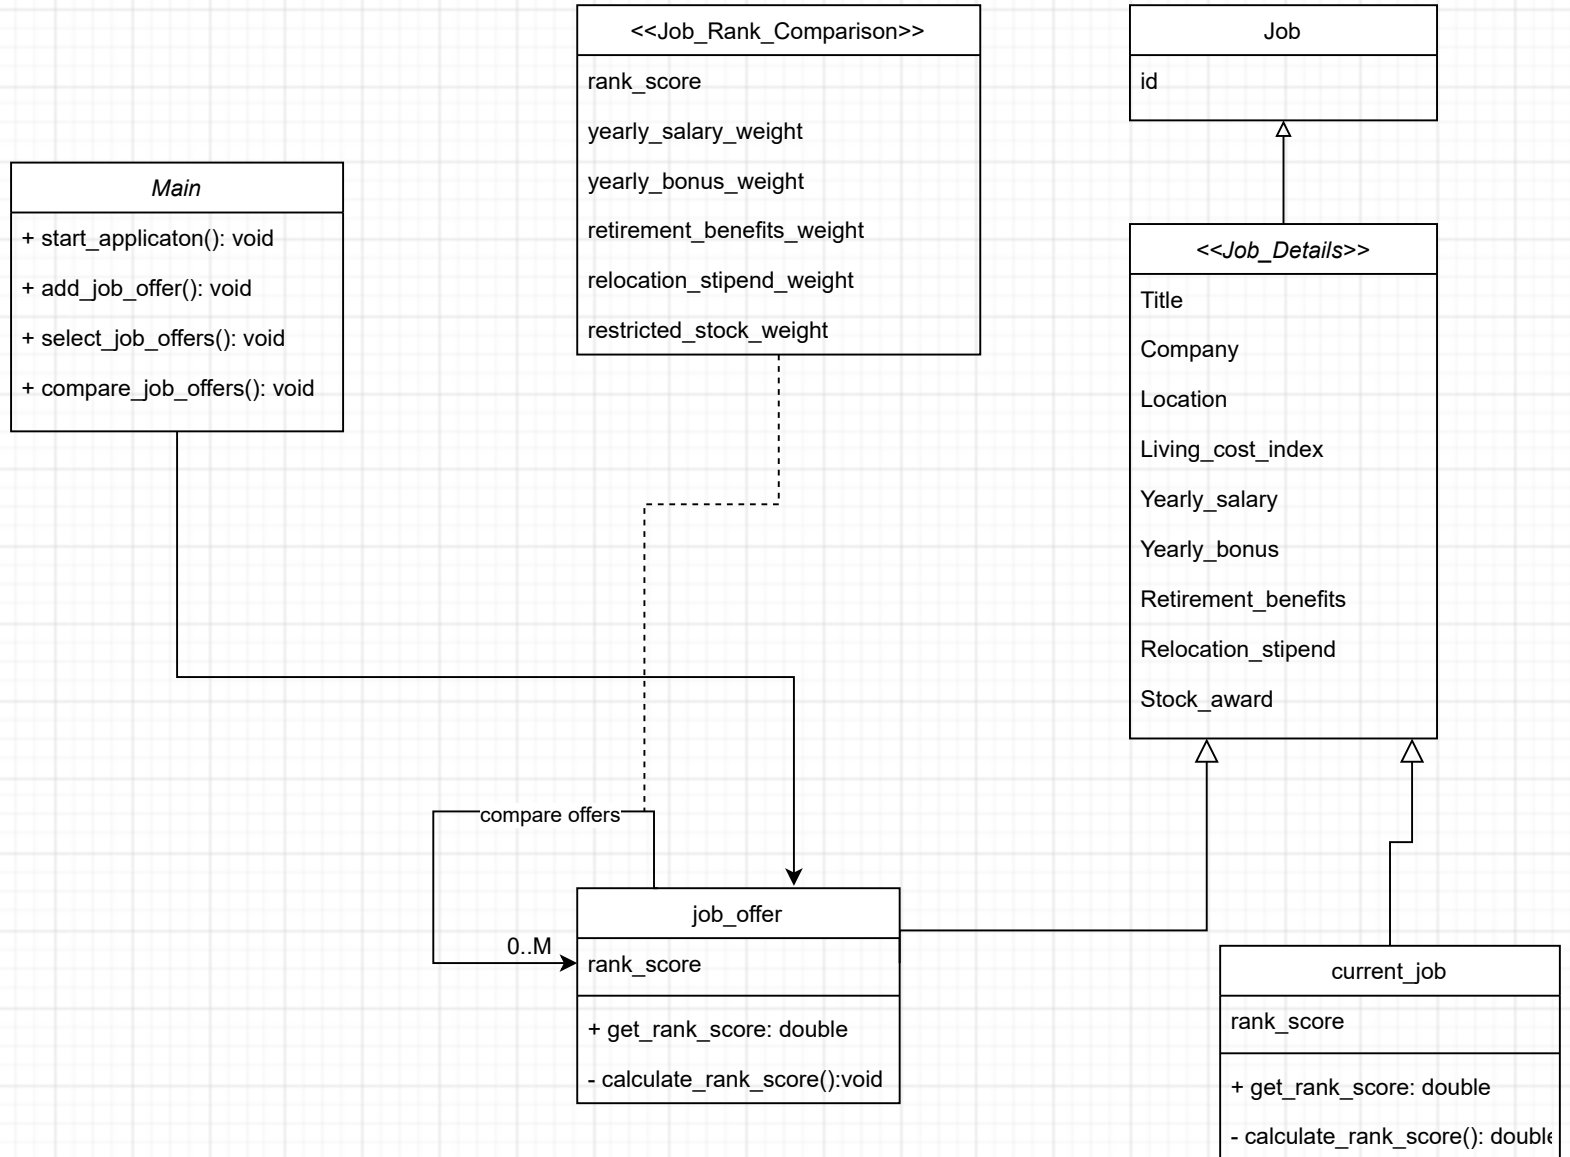 <<Job_Rank_Comparison>>
rank_score
yearly_salary_weight
yearly_bonus_weight
retirement_benefits_weight
relocation_stipend_weight
restricted_stock_weight
Job
id
Main
+ start_applicaton(): void
+ add_job_offer(): void
+ select_job_offers(): void
+ compare_job_offers(): void
<<Job_Details>>
Title
Company
Location
Living_cost_index
Yearly_salary
Yearly_bonus
Retirement_benefits
Relocation_stipend
Stock_award
compare offers
0..M
job_offer
rank_score
+ get_rank_score: double
- calculate_rank_score():void
current_job
rank_score
+ get_rank_score: double
- calculate_rank_score(): double